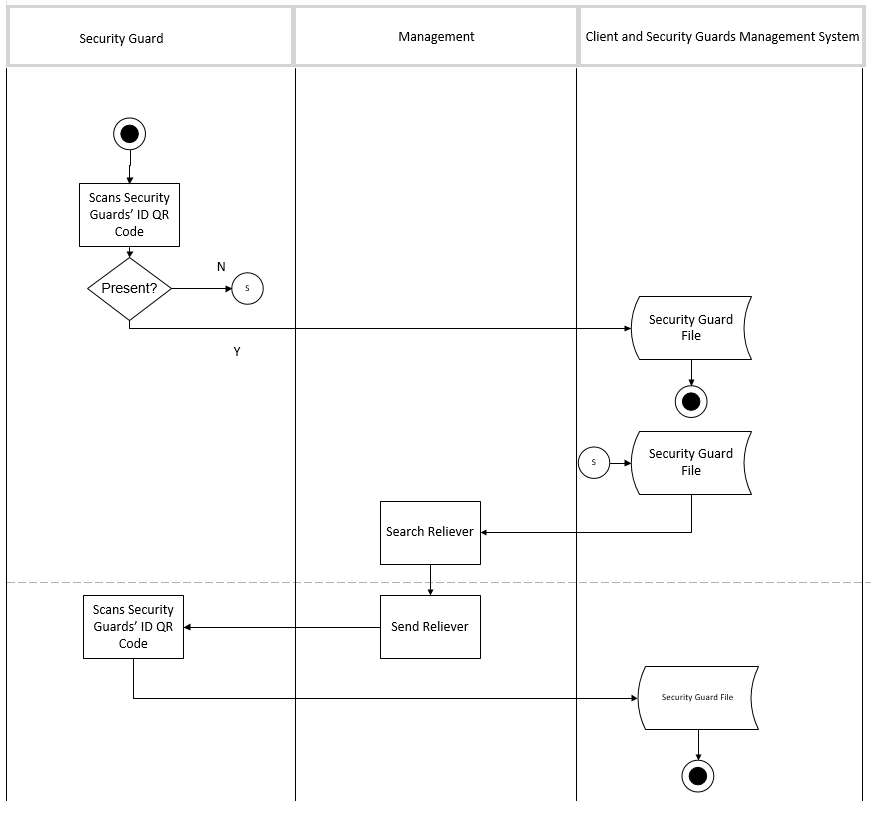 Security Guard
Management
Client and Security Guards Management System
Scans Security
Guards’ ID QR
Code
Present?
N
S
Y
Security Guard
File
S
Security Guard
File
Search Reliever
Scans Security
Guards’ ID QR
Code
Send Reliever
Security Guard File